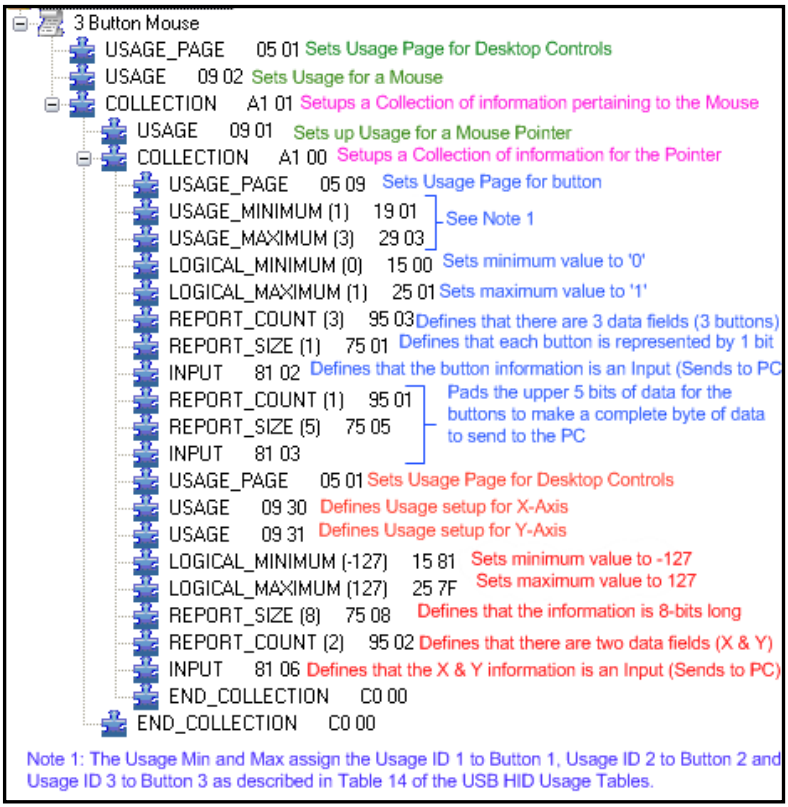 3 Button Mouse
USAGE_PAGE 05 01 Sets Usage Page for Desktop Controls
USAGE 09 02 Sets Usage for a Mouse
COLLECTION A1 01 Setups a Collection of information pertaining to the Mouse
USAGE 09 01 Sets up Usage for a Mouse Pointer
COLLECTION A1 00 Setups a Collection of information for the Pointer
USAGE_PAGE 05 09 Sets Usage Page for button
USAGE_MINIMUM (1) 19 01
See Note 1
USAGE_MAXIMUM (3) 29 03
LOGICAL_MINIMUM (0) 15 00 Sets minimum value to '0'
LOGICAL_MAXIMUM (1) 25 01 Sets maximum value to '1'
REPORT_COUNT (3) 95 03 Defines that there are 3 data fields (3 buttons)
REPORT_SIZE (1) 75 01 Defines that each button is represented by 1 bit
INPUT 81 02 Defines that the button information is an Input (Sends to PC
REPORT_COUNT (1) 95 01 Pads the upper 5 bits of data for the
REPORT_SIZE (5) 75 05 buttons to make a complete byte of data
INPUT 81 03 to send to the PC
USAGE_PAGE 05 01 Sets Usage Page for Desktop Controls
USAGE 09 30 Defines Usage setup for X-Axis
USAGE 09 31 Defines Usage setup for Y-Axis
LOGICAL_MINIMUM (-127) 15 81 Sets minimum value to -127
LOGICAL_MAXIMUM (127) 25 7F Sets maximum value to 127
REPORT_SIZE (8) 75 08 Defines that the information is 8-bits long
REPORT_COUNT (2) 95 02 Defines that there are two data fields (X & Y)
INPUT 81 06 Defines that the X & Y information is an Input (Sends to PC)
END_COLLECTION C0 00
END_COLLECTION C0 00
Note 1: The Usage Min and Max assign the Usage ID 1 to Button 1, Usage ID 2 to Button 2 and
Usage ID 3 to Button 3 as described in Table 14 of the USB HID Usage Tables.